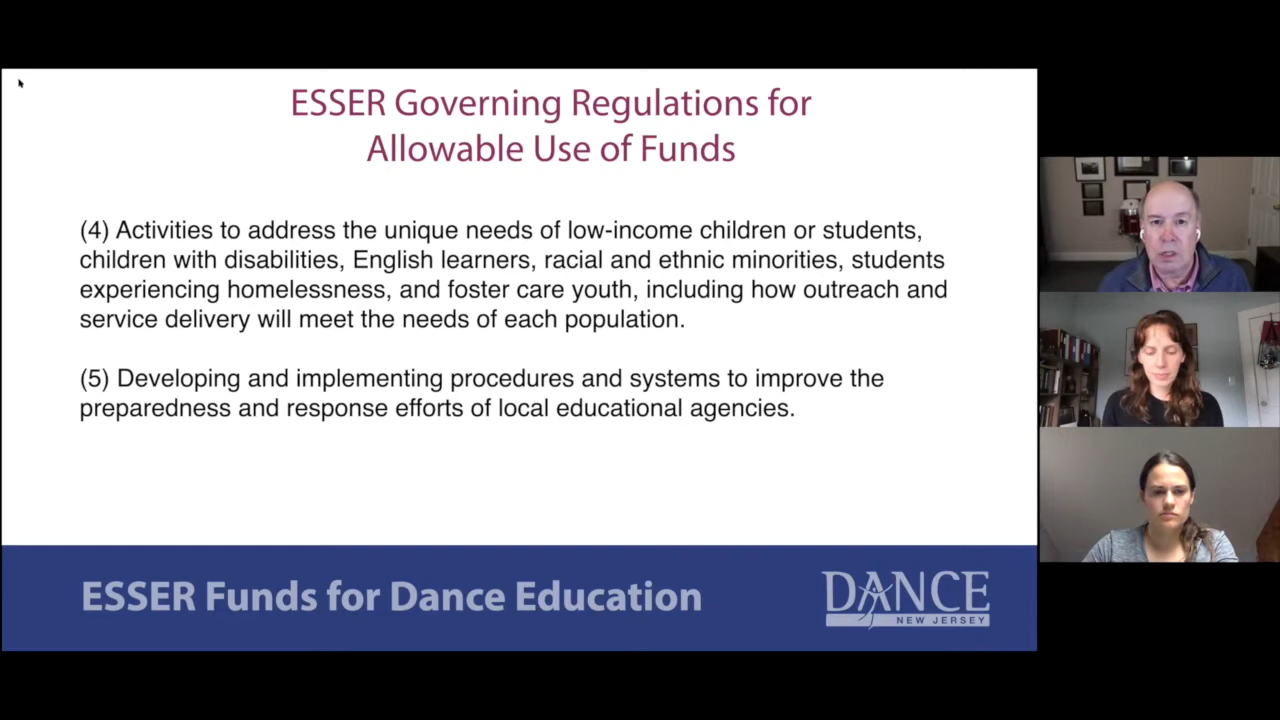 ESSER Governing Regulations for
Allowable Use of Funds
(4) Activities to address the unique needs of low-income children or students,
children with disabilities, English learners, racial and ethnic minorities, students
experiencing homelessness, and foster care youth, including how outreach and
service delivery will meet the needs of each population.
(5) Developing and implementing procedures and systems to improve the
preparedness and response efforts of local educational agencies.
ESSER Funds for Dance Education
DANCE
NEW JERSEY